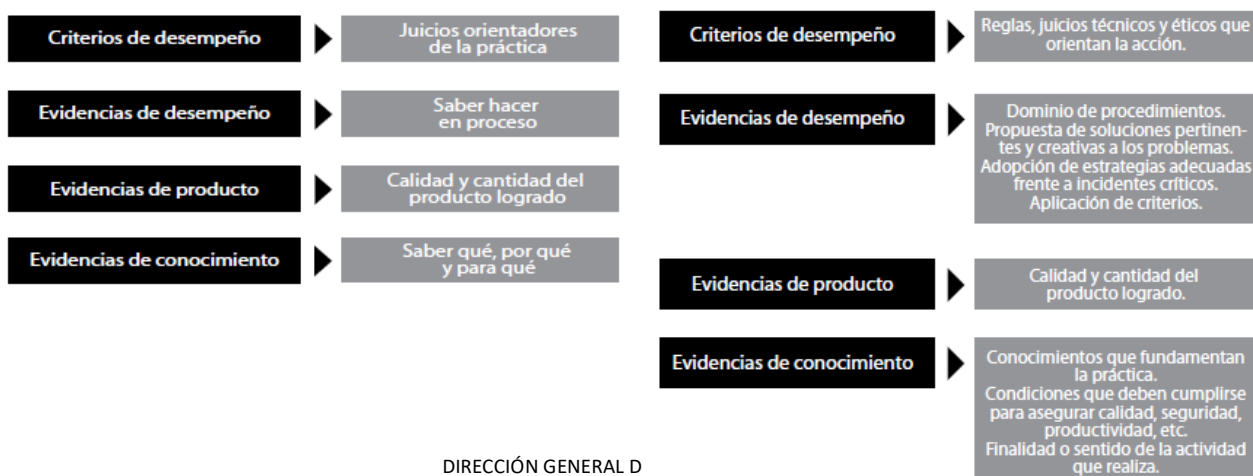 Criterios de desempeño
Juicios orientadores
de la práctica
Evidencias de desempeño
Saber hacer
en proceso
Evidencias de producto
Calidad y cantidad del
producto logrado
Evidencias de conocimiento
Saber qué, por qué
y para qué
Criterios de desempeño
Reglas, juicios técnicos y éticos que
orientan la acción.
Evidencias de desempeño
Dominio de procedimientos.
Propuesta de soluciones pertinen-
tes y creativas a los problemas.
Adopción de estrategias adecuadas
frente a incidentes críticos.
Aplicación de criterios.
Evidencias de producto
Calidad y cantidad del
producto logrado.
Evidencias de conocimiento
Conocimientos que fundamentan
la práctica.
Condiciones que deben cumplirse
para asegurar calidad, seguridad,
productividad, etc.
Finalidad o sentido de la actividad
que realiza.
DIRECCIÓN GENERAL D